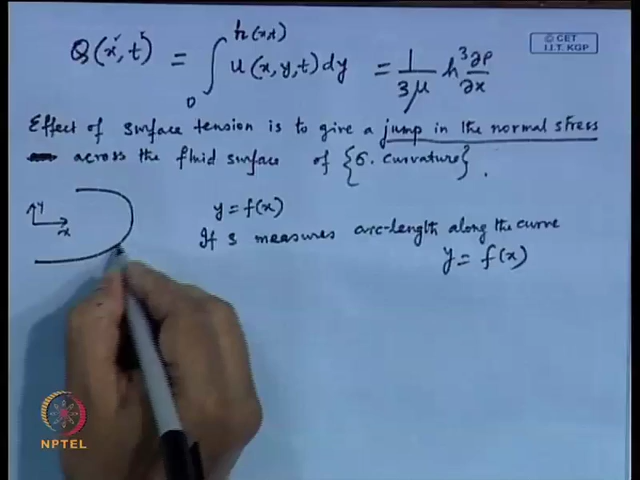 Q(x,t) = ∫₀^{h(x,t)} u(x,y,t)dy = 1/3μ h³ ∂p/∂x
© CET
I.I.T. KGP
Effect of surface tension is to give a jump in the normal stress
across the fluid surface of {σ. curvature}.
y
x
y = f(x)
If s measures arc-length along the curve
y = f(x)
NPTEL